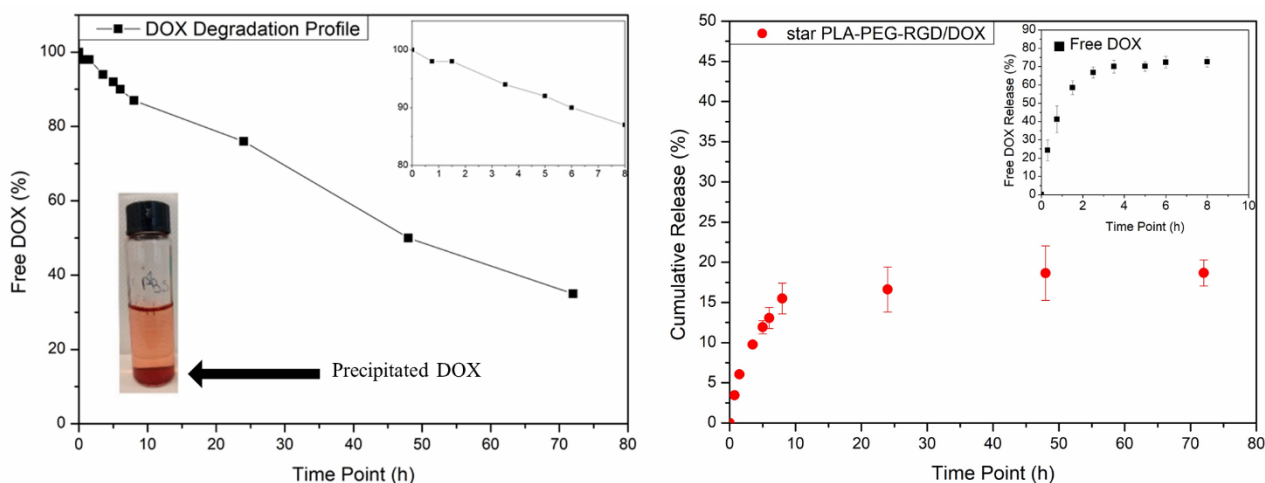 DOX Degradation Profile
Free DOX (%)
100
80
60
40
20
0
0 10 20 30 40 50 60 70 80
Time Point (h)
100
90
80
0 1 2 3 4 5 6 7 8
Precipitated DOX
star PLA-PEG-RGD/DOX
Cumulative Release (%)
50
45
40
35
30
25
20
15
10
5
0
0 10 20 30 40 50 60 70 80
Time Point (h)
Free DOX
Free DOX Release (%)
90
80
70
60
50
40
30
20
10
0
0 2 4 6 8 10
Time Point (h)